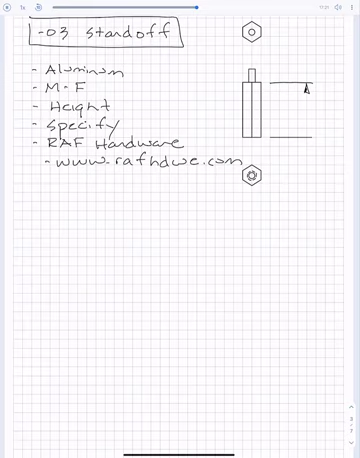 -03 Standoff
- Aluminum
- M-F
- Height
- Specify
- RAF Hardware
- www.rafhdwe.com